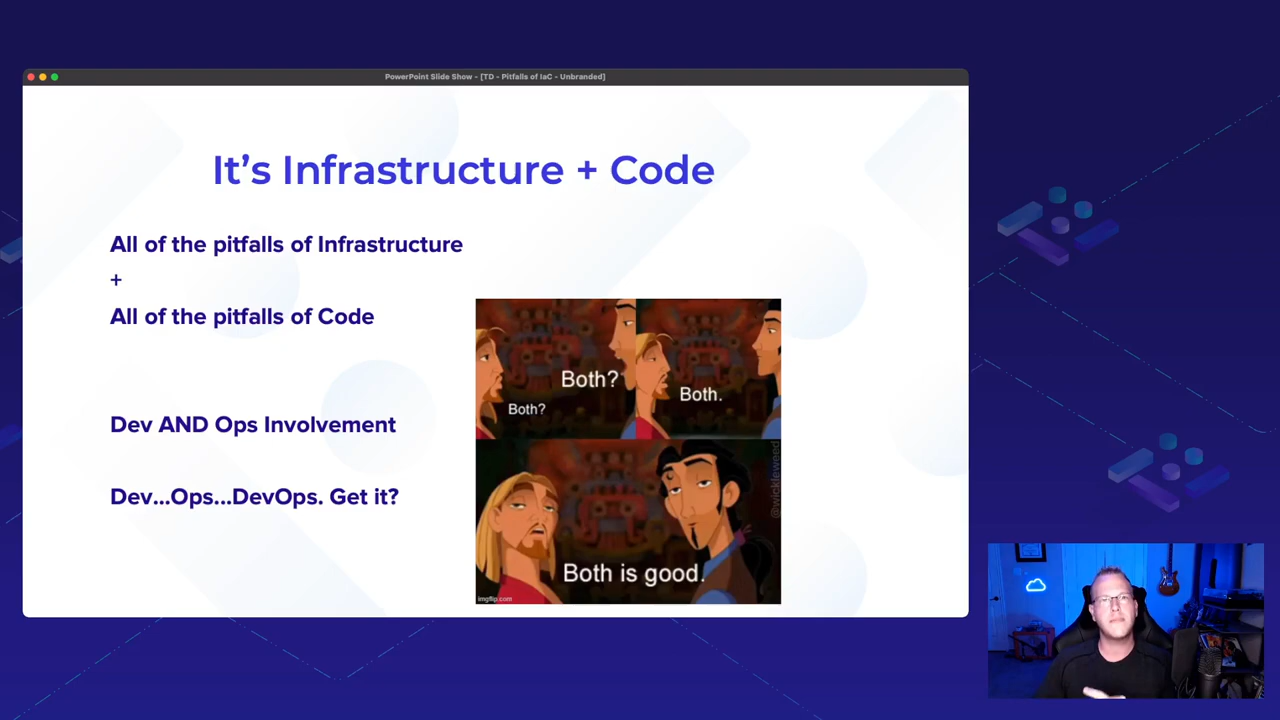 PowerPoint Slide Show - [TD - Pitfalls of IaC - Unbranded]
It’s Infrastructure + Code
All of the pitfalls of Infrastructure
+
All of the pitfalls of Code
Dev AND Ops Involvement
Dev...Ops...DevOps. Get it?
Both?
Both?
Both.
@wickleweed
Both is good.
imgflip.com